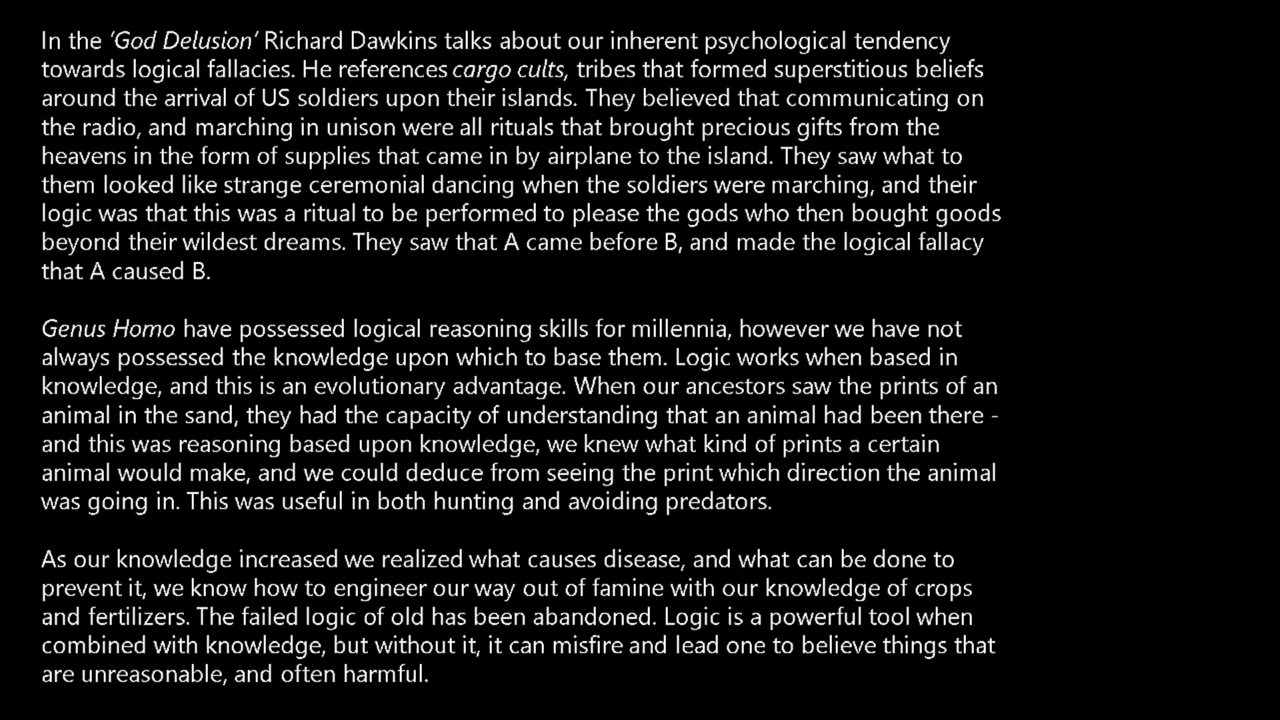 In the ‘God Delusion’ Richard Dawkins talks about our inherent psychological tendency
towards logical fallacies. He references cargo cults, tribes that formed superstitious beliefs
around the arrival of US soldiers upon their islands. They believed that communicating on
the radio, and marching in unison were all rituals that brought precious gifts from the
heavens in the form of supplies that came in by airplane to the island. They saw what to
them looked like strange ceremonial dancing when the soldiers were marching, and their
logic was that this was a ritual to be performed to please the gods who then bought goods
beyond their wildest dreams. They saw that A came before B, and made the logical fallacy
that A caused B.
Genus Homo have possessed logical reasoning skills for millennia, however we have not
always possessed the knowledge upon which to base them. Logic works when based in
knowledge, and this is an evolutionary advantage. When our ancestors saw the prints of an
animal in the sand, they had the capacity of understanding that an animal had been there -
and this was reasoning based upon knowledge, we knew what kind of prints a certain
animal would make, and we could deduce from seeing the print which direction the animal
was going in. This was useful in both hunting and avoiding predators.
As our knowledge increased we realized what causes disease, and what can be done to
prevent it, we know how to engineer our way out of famine with our knowledge of crops
and fertilizers. The failed logic of old has been abandoned. Logic is a powerful tool when
combined with knowledge, but without it, it can misfire and lead one to believe things that
are unreasonable, and often harmful.